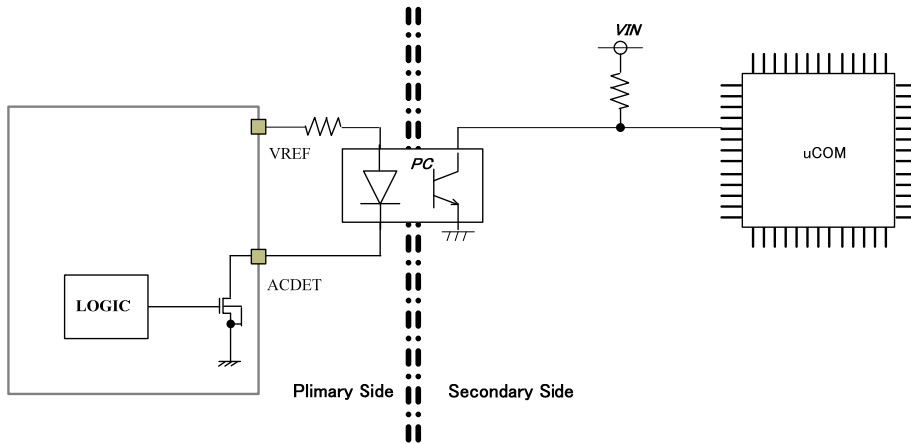 VIN
VREF
PC
uCOM
ACDET
LOGIC
Plimary Side
Secondary Side